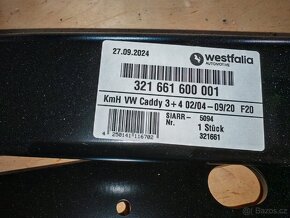 27.09.2024
westfalia
AUTOMOTIVE
321 661 600 001
KmH VW Caddy 3+4 02/04 - 09/20 F20
SIARR- 5094
Nr.
1 Stück
321661
4 250141 116702
bazos.cz